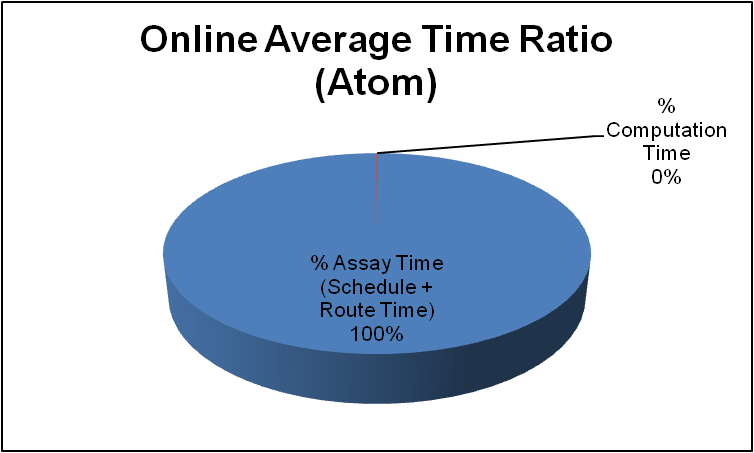 Online Average Time Ratio
(Atom)
%
Computation
Time
0%
% Assay Time
(Schedule +
Route Time)
100%